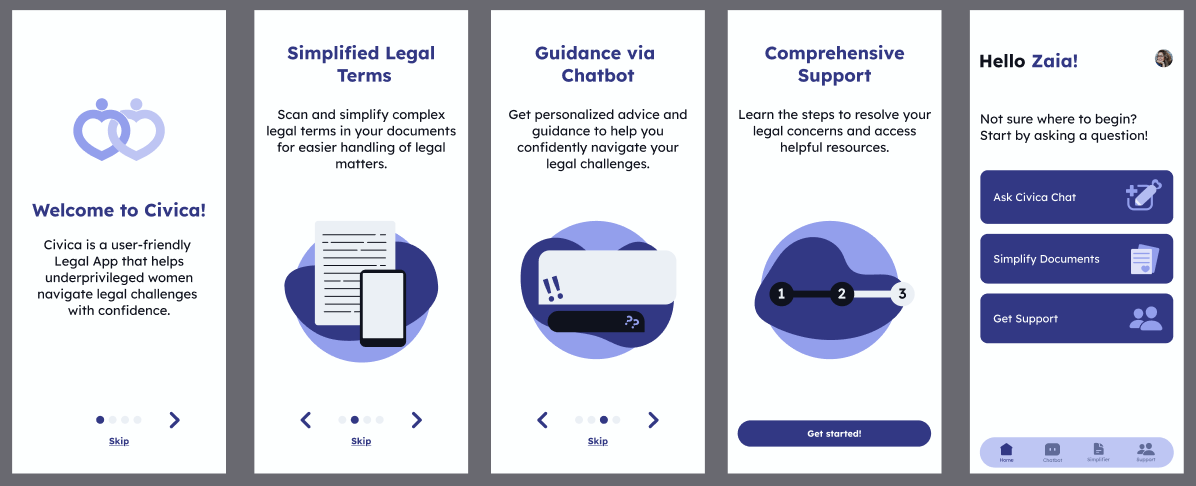 Welcome to Civica!
Civica is a user-friendly
Legal App that helps
underprivileged women
navigate legal challenges
with confidence.
Skip
Simplified Legal
Terms
Scan and simplify complex
legal terms in your documents
for easier handling of legal
matters.
Skip
Guidance via
Chatbot
Get personalized advice and
guidance to help you
confidently navigate your
legal challenges.
!!
??
Skip
Comprehensive
Support
Learn the steps to resolve your
legal concerns and access
helpful resources.
1 2 3
Get started!
Hello Zaia!
Not sure where to begin?
Start by asking a question!
Ask Civica Chat
Simplify Documents
Get Support
Home Chatbot Simplifier Support